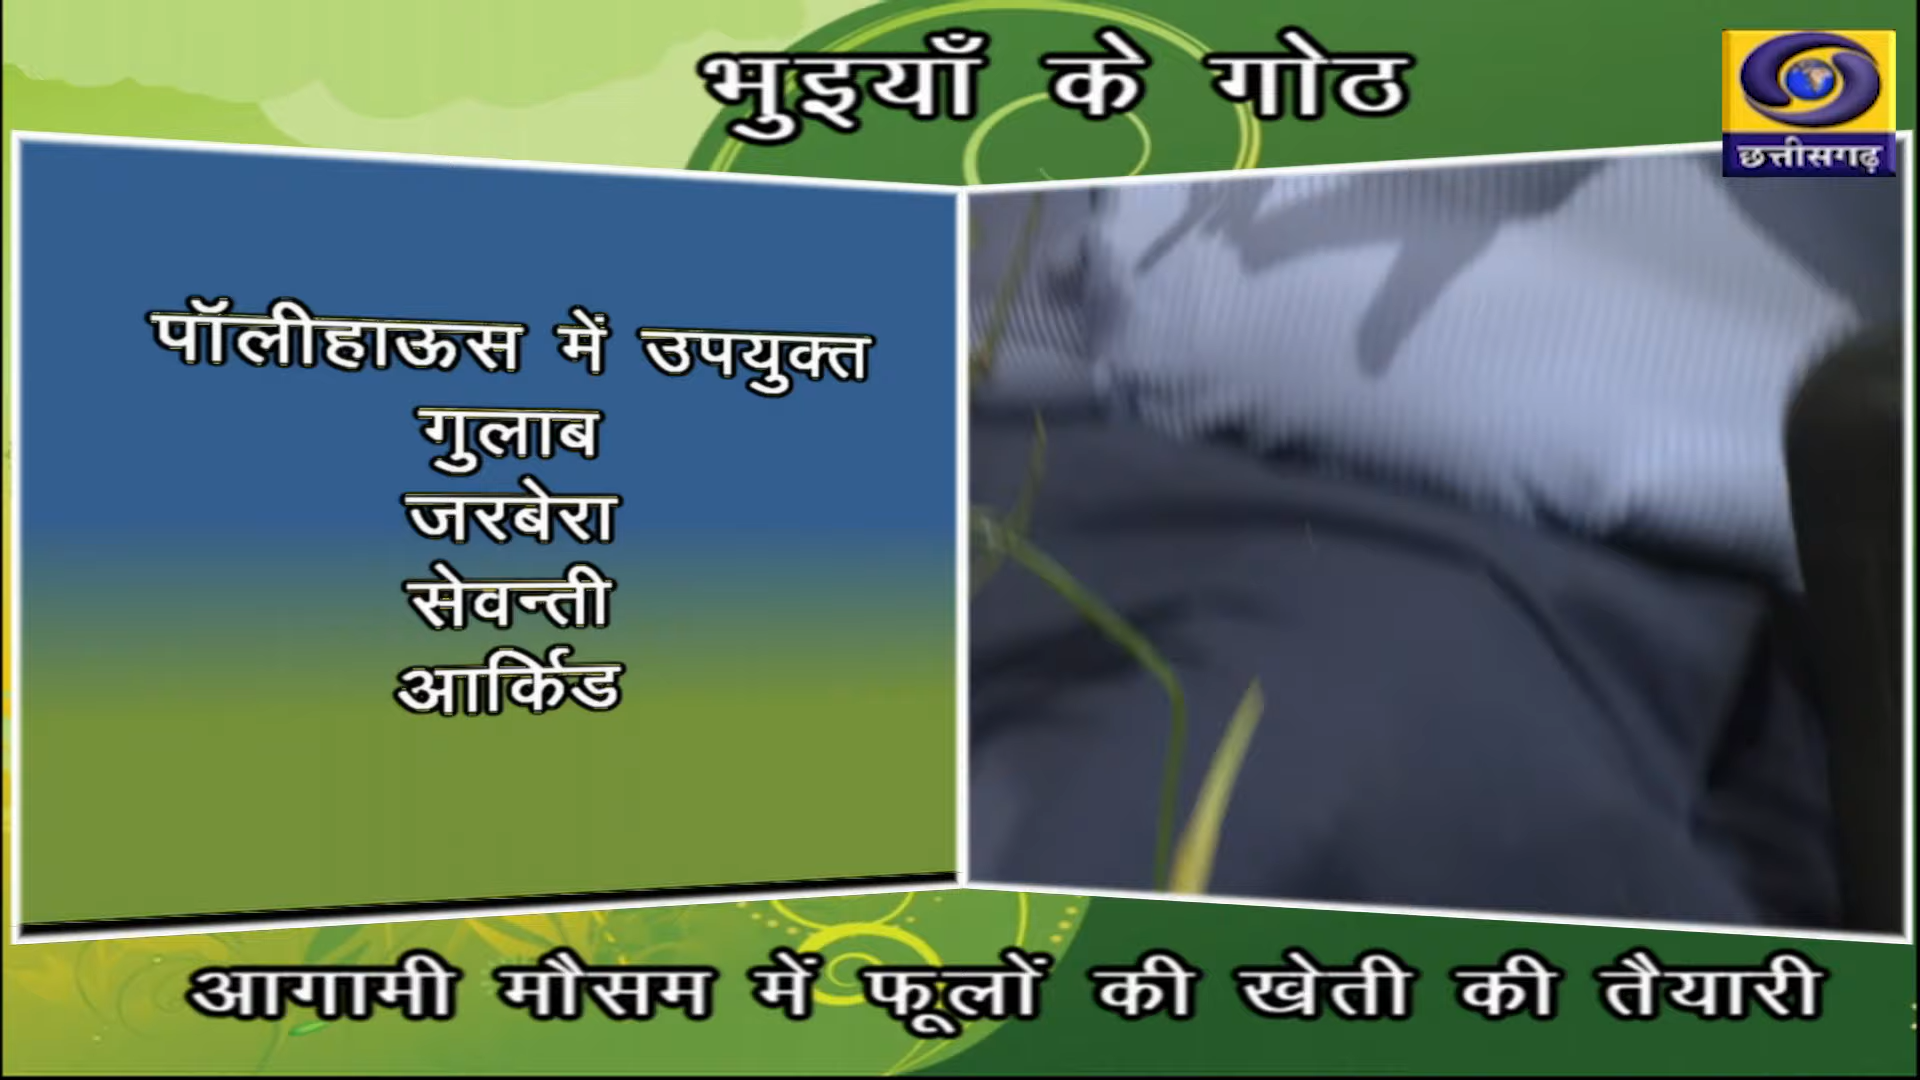 भुइयाँ के गोठ
छत्तीसगढ़
पॉलीहाऊस में उपयुक्त
गुलाब
जरबेरा
सेवन्ती
आर्किड
आगामी मौसम में फूलों की खेती की तैयारी